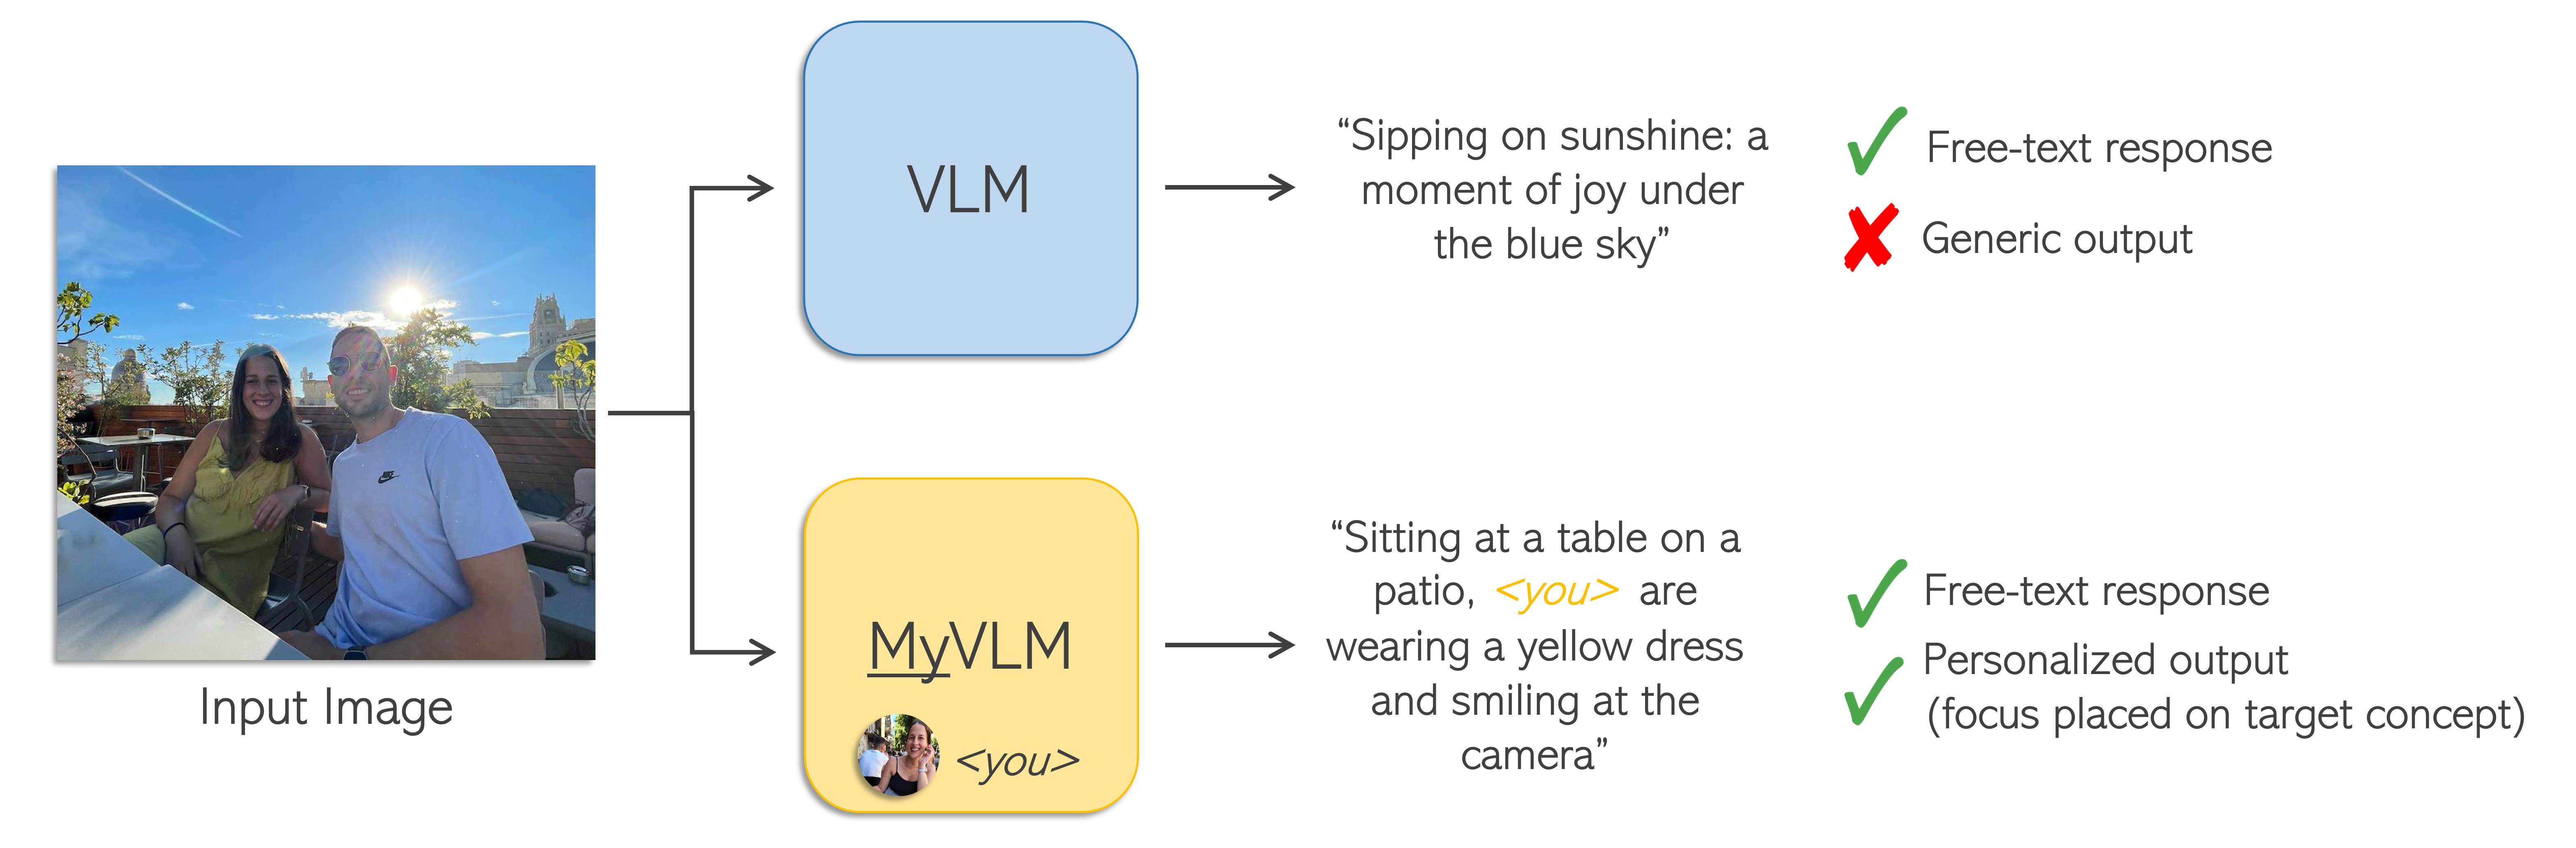 Input Image
VLM
“Sipping on sunshine: a
moment of joy under
the blue sky”
Free-text response
Generic output
NIKE
MyVLM
<you>
“Sitting at a table on a
patio, <you> are
wearing a yellow dress
and smiling at the
camera”
Free-text response
Personalized output
(focus placed on target concept)